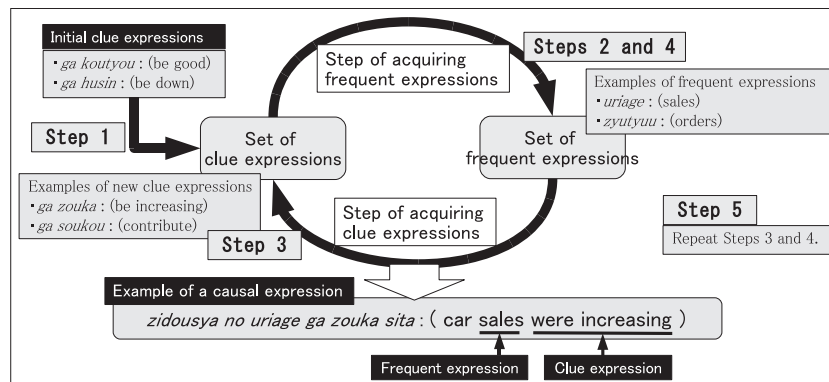 Initial clue expressions
・ga koutyou : (be good)
・ga husin : (be down)
Step 1
Step of acquiring
frequent expressions
Steps 2 and 4
Examples of frequent expressions
・uriage : (sales)
・zyutyuu : (orders)
Set of
clue expressions
Set of
frequent expressions
Examples of new clue expressions
・ga zouka : (be increasing)
・ga soukou : (contribute)
Step 3
Step of acquiring
clue expressions
Step 5
Repeat Steps 3 and 4.
Example of a causal expression
zidousya no uriage ga zouka sita : ( car sales were increasing )
Frequent expression
Clue expression